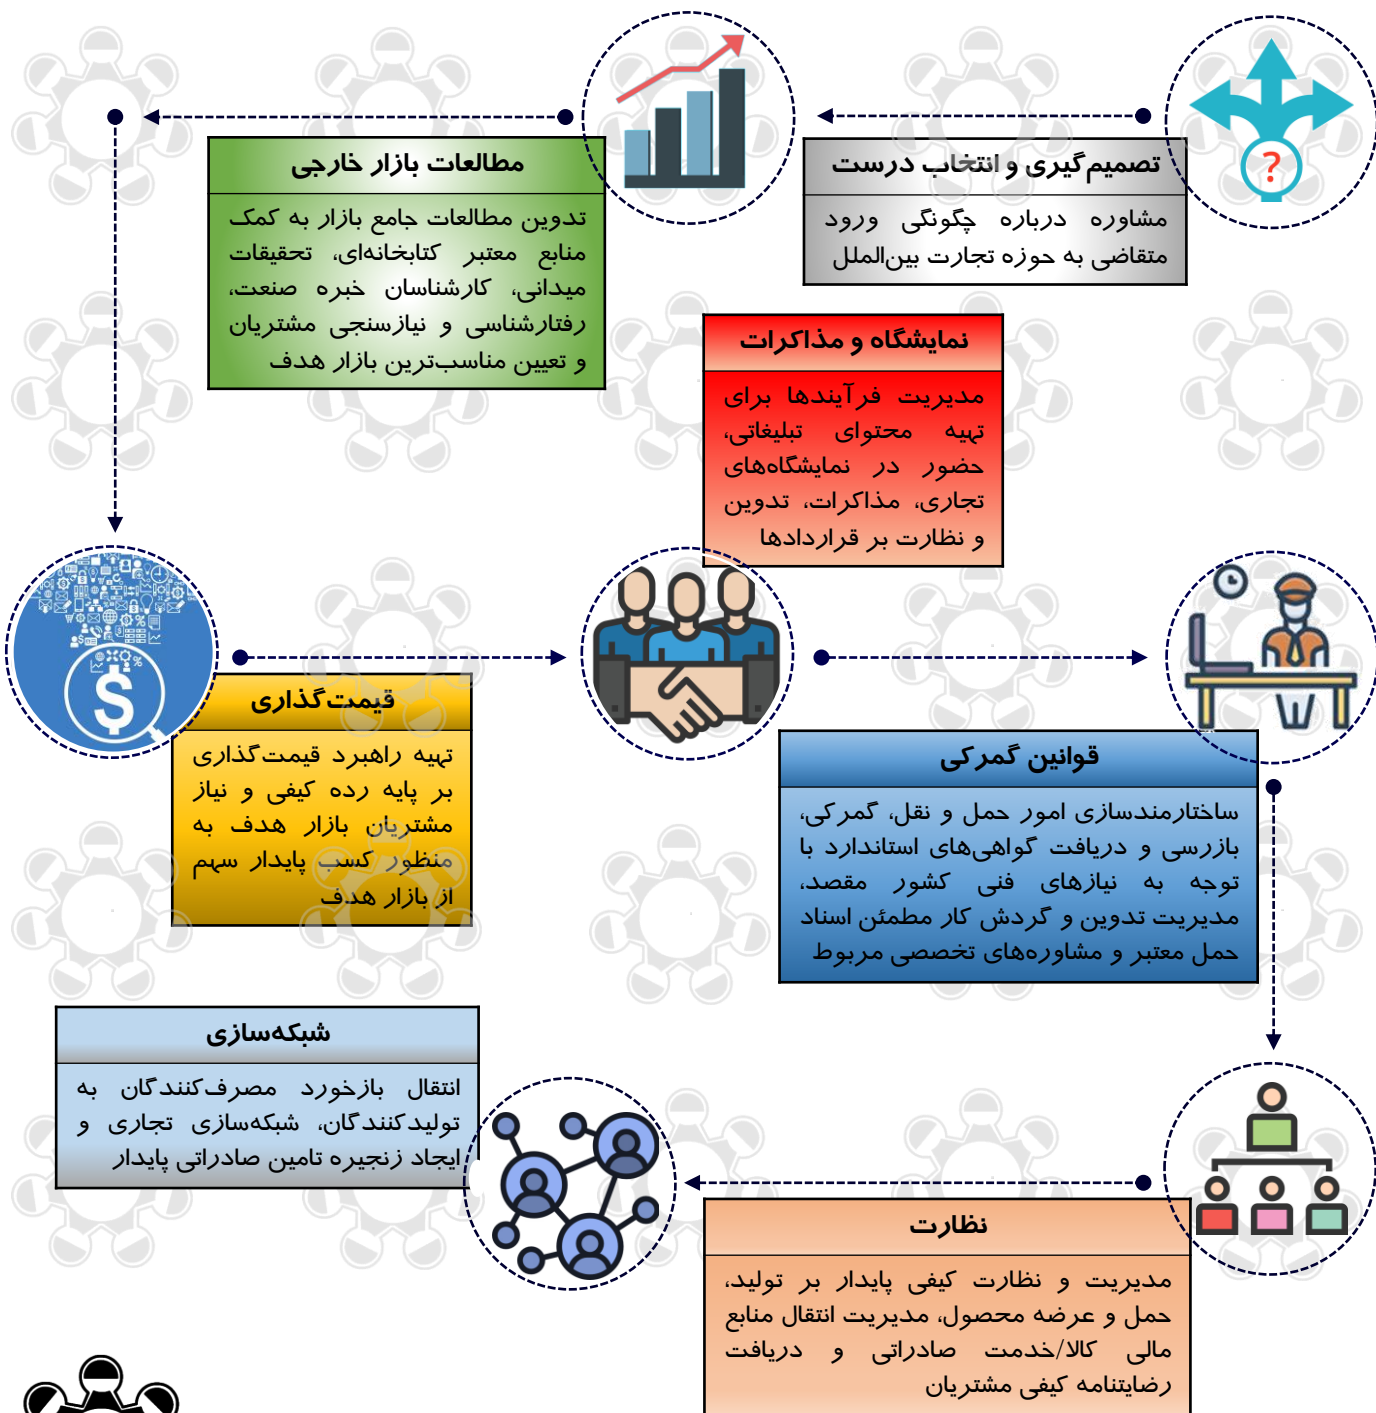 تصمیم‌گیری و انتخاب درست
مشاوره درباره چگونگی ورود
متقاضی به حوزه تجارت بین‌الملل
مطالعات بازار خارجی
تدوین مطالعات جامع بازار به کمک
منابع معتبر کتابخانه‌ای، تحقیقات
میدانی، کارشناسان خبره صنعت،
رفتارشناسی و نیازسنجی مشتریان
و تعیین مناسب‌ترین بازار هدف
قیمت‌گذاری
تهیه راهبرد قیمت‌گذاری
بر پایه رده کیفی و نیاز
مشتریان بازار هدف به
منظور کسب پایدار سهم
از بازار هدف
نمایشگاه و مذاکرات
مدیریت فرآیندها برای
تهیه محتوای تبلیغاتی،
حضور در نمایشگاه‌های
تجاری، مذاکرات، تدوین
و نظارت بر قراردادها
قوانین گمرکی
ساختارمندسازی امور حمل و نقل، گمرکی،
بازرسی و دریافت گواهی‌های استاندارد با
توجه به نیازهای فنی کشور مقصد،
مدیریت تدوین و گردش کار مطمئن اسناد
حمل معتبر و مشاوره‌های تخصصی مربوط
نظارت
مدیریت و نظارت کیفی پایدار بر تولید،
حمل و عرضه محصول، مدیریت انتقال منابع
مالی کالا/خدمت صادراتی و دریافت
رضایتنامه کیفی مشتریان
شبکه‌سازی
انتقال بازخورد مصرف‌کنندگان به
تولیدکنندگان، شبکه‌سازی تجاری و
ایجاد زنجیره تامین صادراتی پایدار